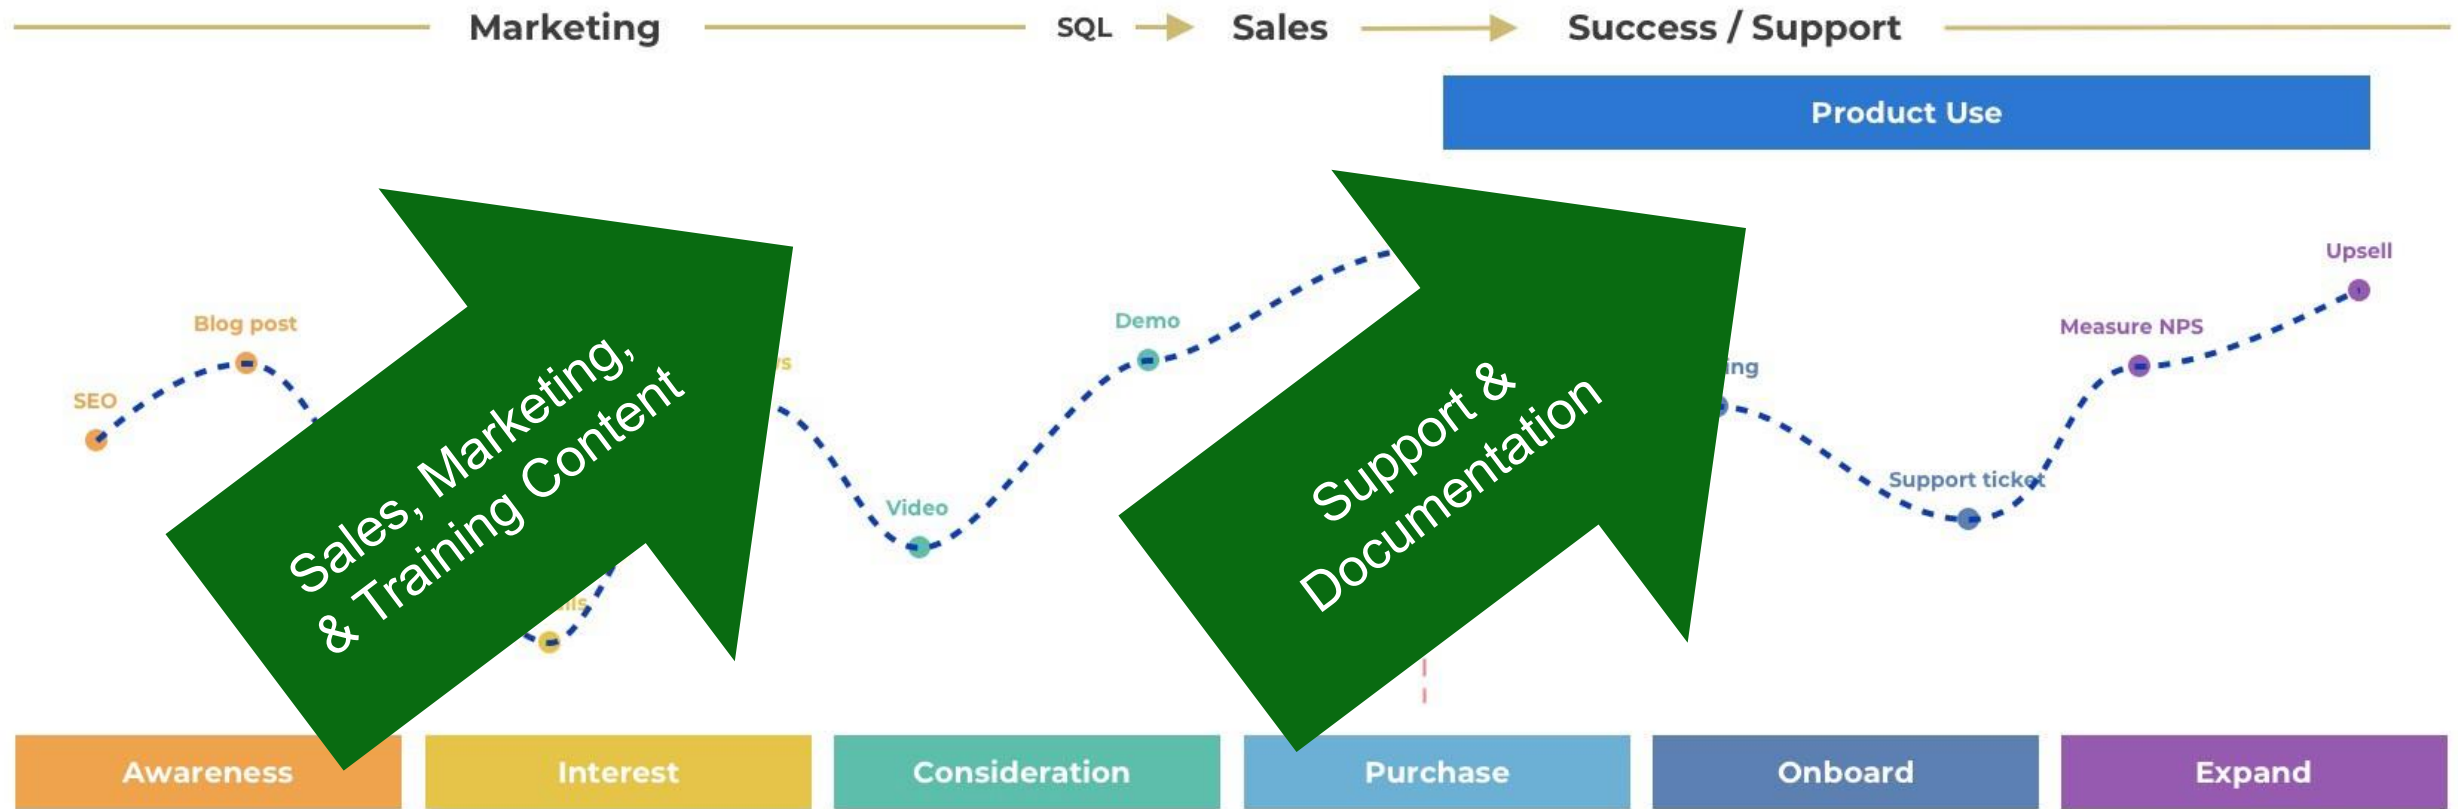 Marketing
SQL
Sales
Success / Support
Product Use
Upsell
Blog post
Demo
Measure NPS
SEO
Sales, Marketing,
& Training Content
Support &
Documentation
Support ticket
Video
Awareness
Interest
Consideration
Purchase
Onboard
Expand